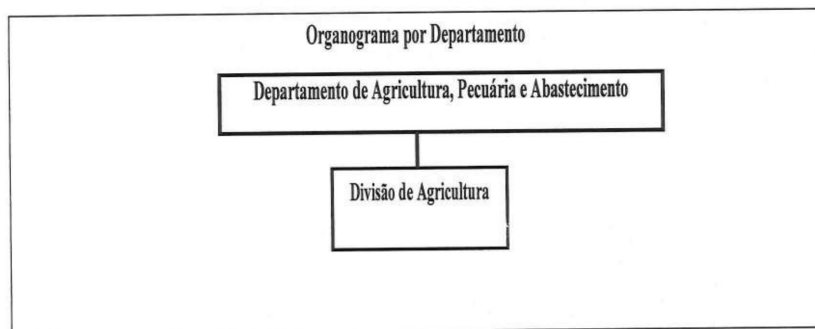 Organograma por Departamento
Departamento de Agricultura, Pecuária e Abastecimento
Divisão de Agricultura